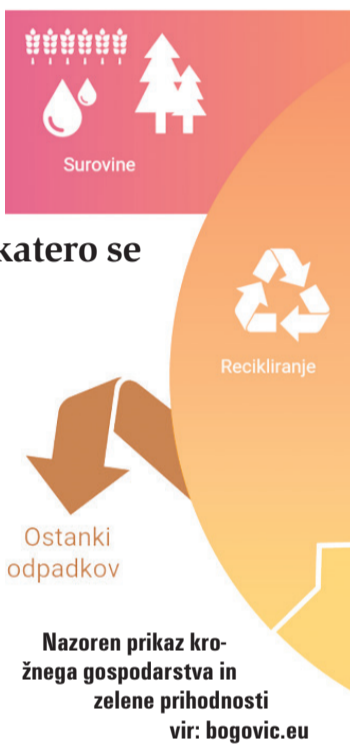 Surovine
katero se
Recikliranje
Ostanki
odpadkov
Nazoren prikaz kro-
žnega gospodarstva in
zelene prihodnosti
vir: bogovic.eu